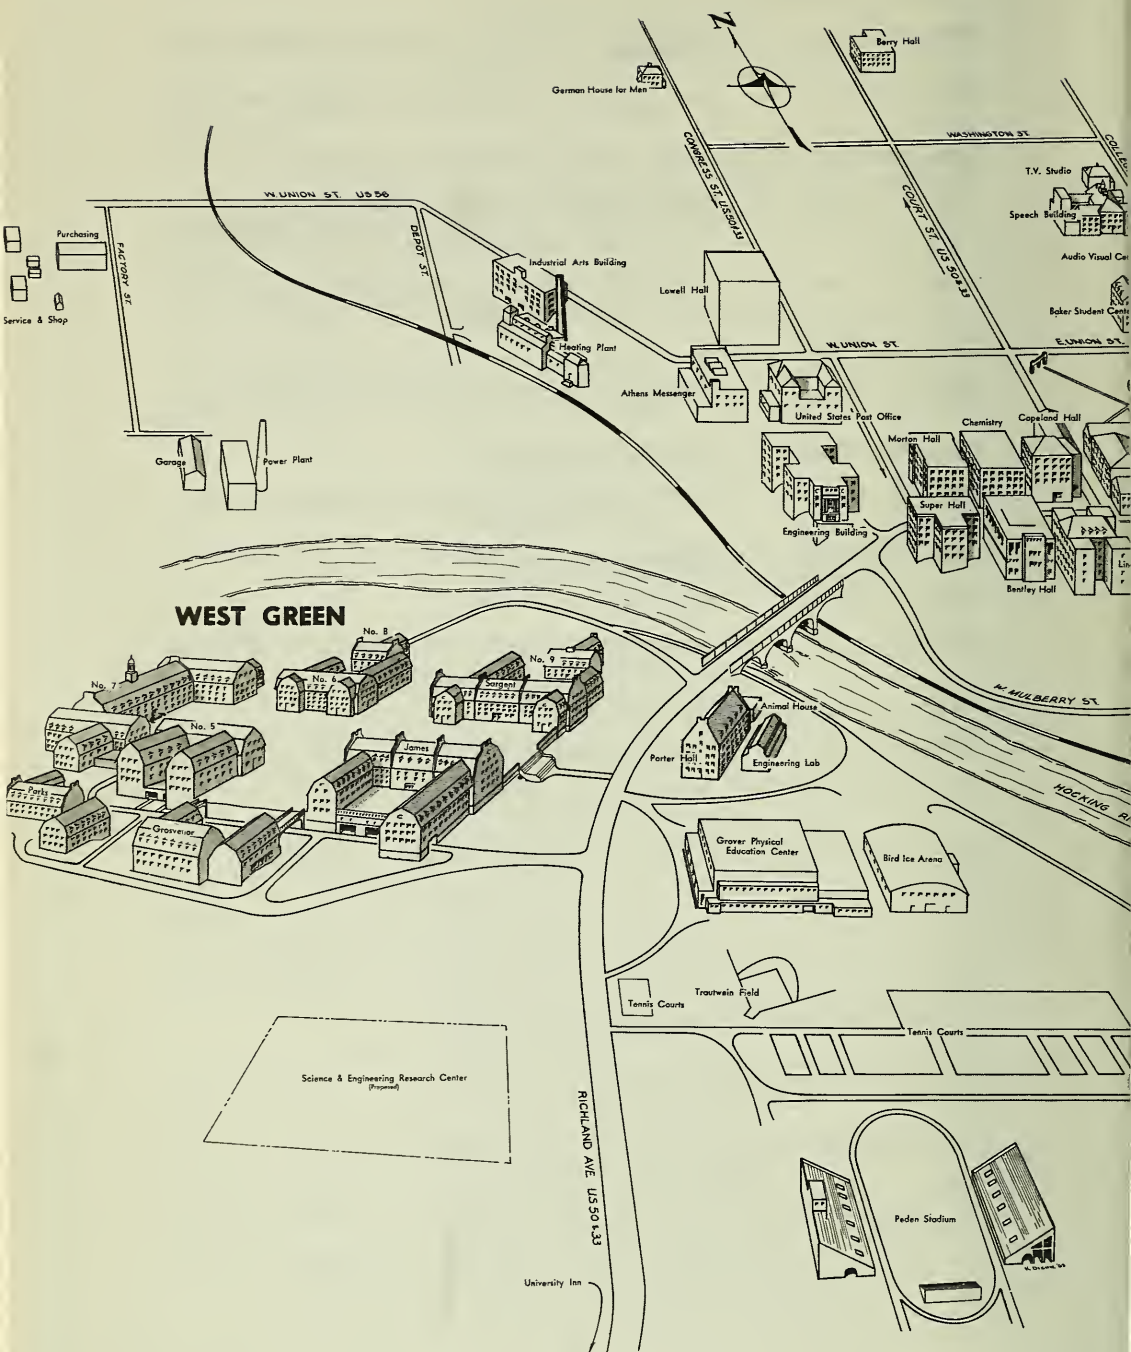 N
Berry Hall
German House for Men
WASHINGTON ST.
CONGRESS ST. US 50&33
COURT ST. US 50 & 33
T.V. Studio
Speech Building
Audio Visual
Baker Student
W. UNION ST. US 56
Purchasing
FACTORY ST.
DEPOT ST.
Service & Shop
Industrial Arts Building
Heating Plant
Lowell Hall
W. UNION ST.
E. UNION ST.
Athens Messenger
United States Post Office
Garage
Power Plant
Morton Hall
Chemistry
Copeland Hall
Super Hall
Engineering Building
Bentley Hall
WEST GREEN
No. 8
No. 7
No. 6
No. 9
Sargent
No. 5
James
Parks
Grosvenor
W. MULBERRY ST.
Animal House
Porter Hall
Engineering Lab
HOCKING
Grover Physical
Education Center
Bird Ice Arena
Tennis Courts
Trautwein Field
Tennis Courts
Science & Engineering Research Center
(Proposed)
RICHLAND AVE US 50 & 33
Peden Stadium
University Inn